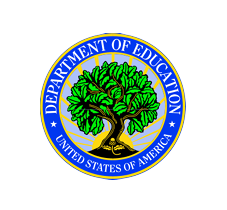 DEPARTMENT OF EDUCATION
UNITED STATES OF AMERICA